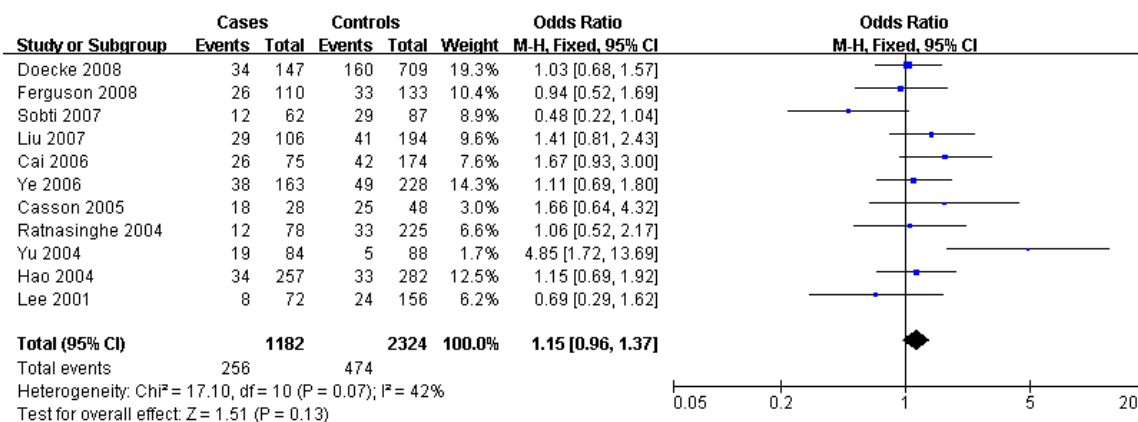 Cases Controls Odds Ratio Odds Ratio
Study or Subgroup Events Total Events Total Weight M-H, Fixed, 95% CI M-H, Fixed, 95% CI
Doecke 2008 34 147 160 709 19.3% 1.03 [0.68, 1.57]
Ferguson 2008 26 110 33 133 10.4% 0.94 [0.52, 1.69]
Sobti 2007 12 62 29 87 8.9% 0.48 [0.22, 1.04]
Liu 2007 29 106 41 194 9.6% 1.41 [0.81, 2.43]
Cai 2006 26 75 42 174 7.6% 1.67 [0.93, 3.00]
Ye 2006 38 163 49 228 14.3% 1.11 [0.69, 1.80]
Casson 2005 18 28 25 48 3.0% 1.66 [0.64, 4.32]
Ratnasinghe 2004 12 78 33 225 6.6% 1.06 [0.52, 2.17]
Yu 2004 19 84 5 88 1.7% 4.85 [1.72, 13.69]
Hao 2004 34 257 33 282 12.5% 1.15 [0.69, 1.92]
Lee 2001 8 72 24 156 6.2% 0.69 [0.29, 1.62]
Total (95% CI) 1182 2324 100.0% 1.15 [0.96, 1.37]
Total events 256 474
Heterogeneity: Chi² = 17.10, df = 10 (P = 0.07); I² = 42%
Test for overall effect: Z = 1.51 (P = 0.13)
0.05 0.2 1 5 20